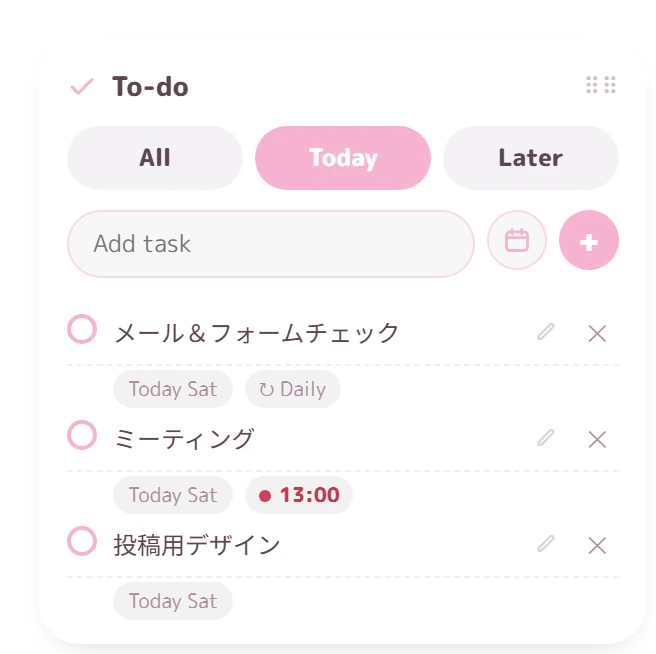 To-do
All Today Later
Add task
メール＆フォームチェック
Today Sat ↻ Daily
ミーティング
Today Sat 13:00
投稿用デザイン
Today Sat